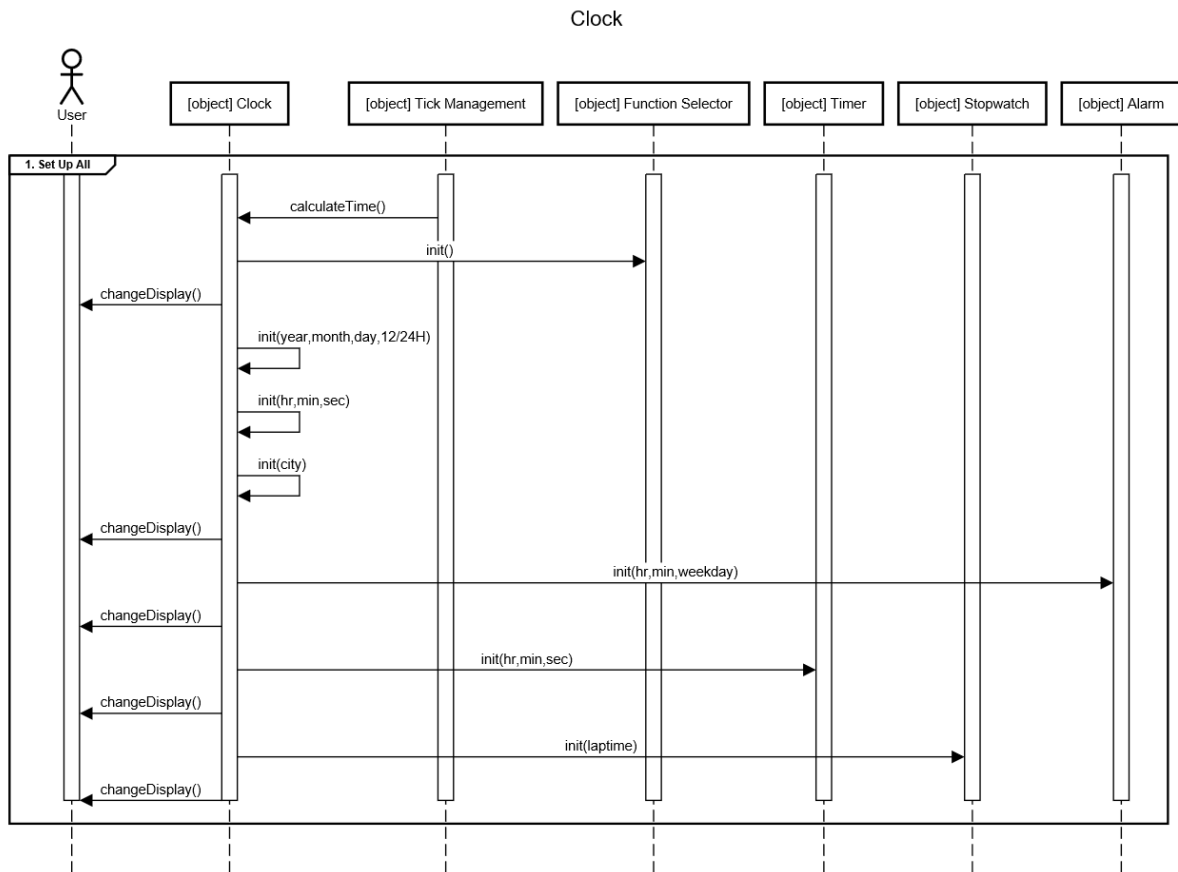 Clock
User
[object] Clock
[object] Tick Management
[object] Function Selector
[object] Timer
[object] Stopwatch
[object] Alarm
1. Set Up All
calculateTime()
init()
changeDisplay()
init(year,month,day,12/24H)
init(hr,min,sec)
init(city)
changeDisplay()
init(hr,min,weekday)
changeDisplay()
init(hr,min,sec)
changeDisplay()
init(laptime)
changeDisplay()